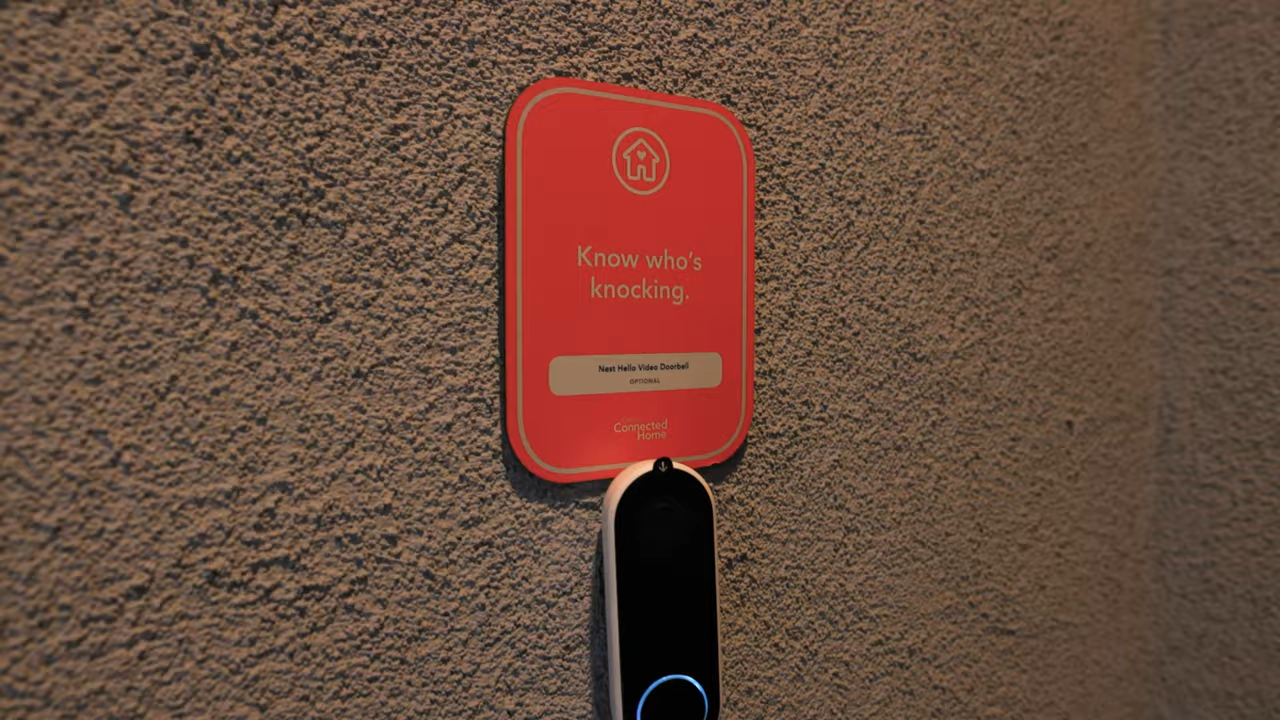 Know who's
knocking.
Nest Hello Video Doorbell
OPTIONAL
Connected
Home